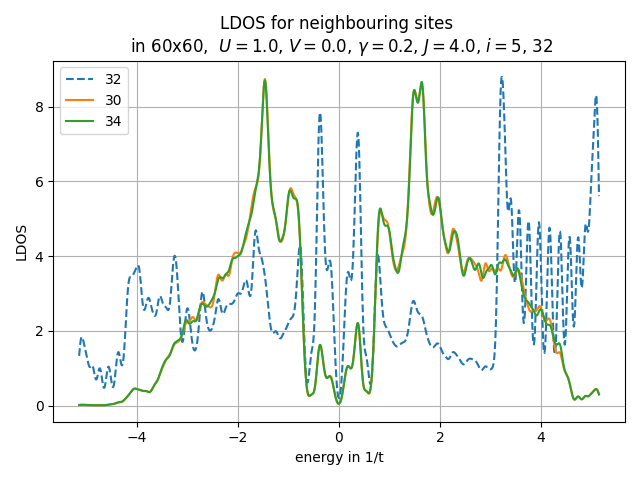 LDOS for neighbouring sites
in 60x60, U = 1.0, V = 0.0, γ = 0.2, J = 4.0, i = 5, 32
32
30
34
8
6
4
2
0
LDOS
−4 −2 0 2 4
energy in 1/t